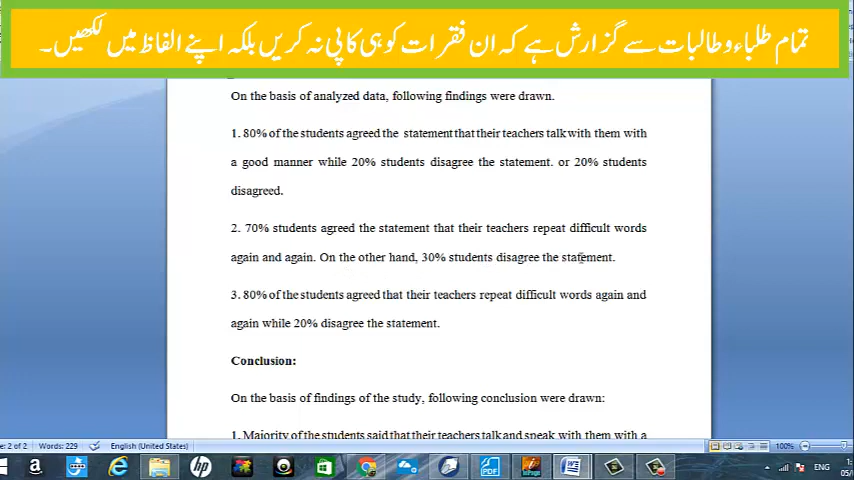 تمام طلباء و طالبات سے گزارش ہے کہ ان فقرات کو ہی کاپی نہ کریں بلکہ اپنے الفاظ میں لکھیں۔
On the basis of analyzed data, following findings were drawn.
1. 80% of the students agreed the statement that their teachers talk with them with
a good manner while 20% students disagree the statement. or 20% students
disagreed.
2. 70% students agreed the statement that their teachers repeat difficult words
again and again. On the other hand, 30% students disagree the statement.
3. 80% of the students agreed that their teachers repeat difficult words again and
again while 20% disagree the statement.
Conclusion:
On the basis of findings of the study, following conclusion were drawn:
1. Majority of the students said that their teachers talk and speak with them with a
2 of 2 Words: 229 English (United States) 100%
ENG